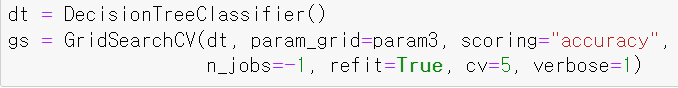 dt = DecisionTreeClassifier()
gs = GridSearchCV(dt, param_grid=param3, scoring="accuracy",
n_jobs=-1, refit=True, cv=5, verbose=1)